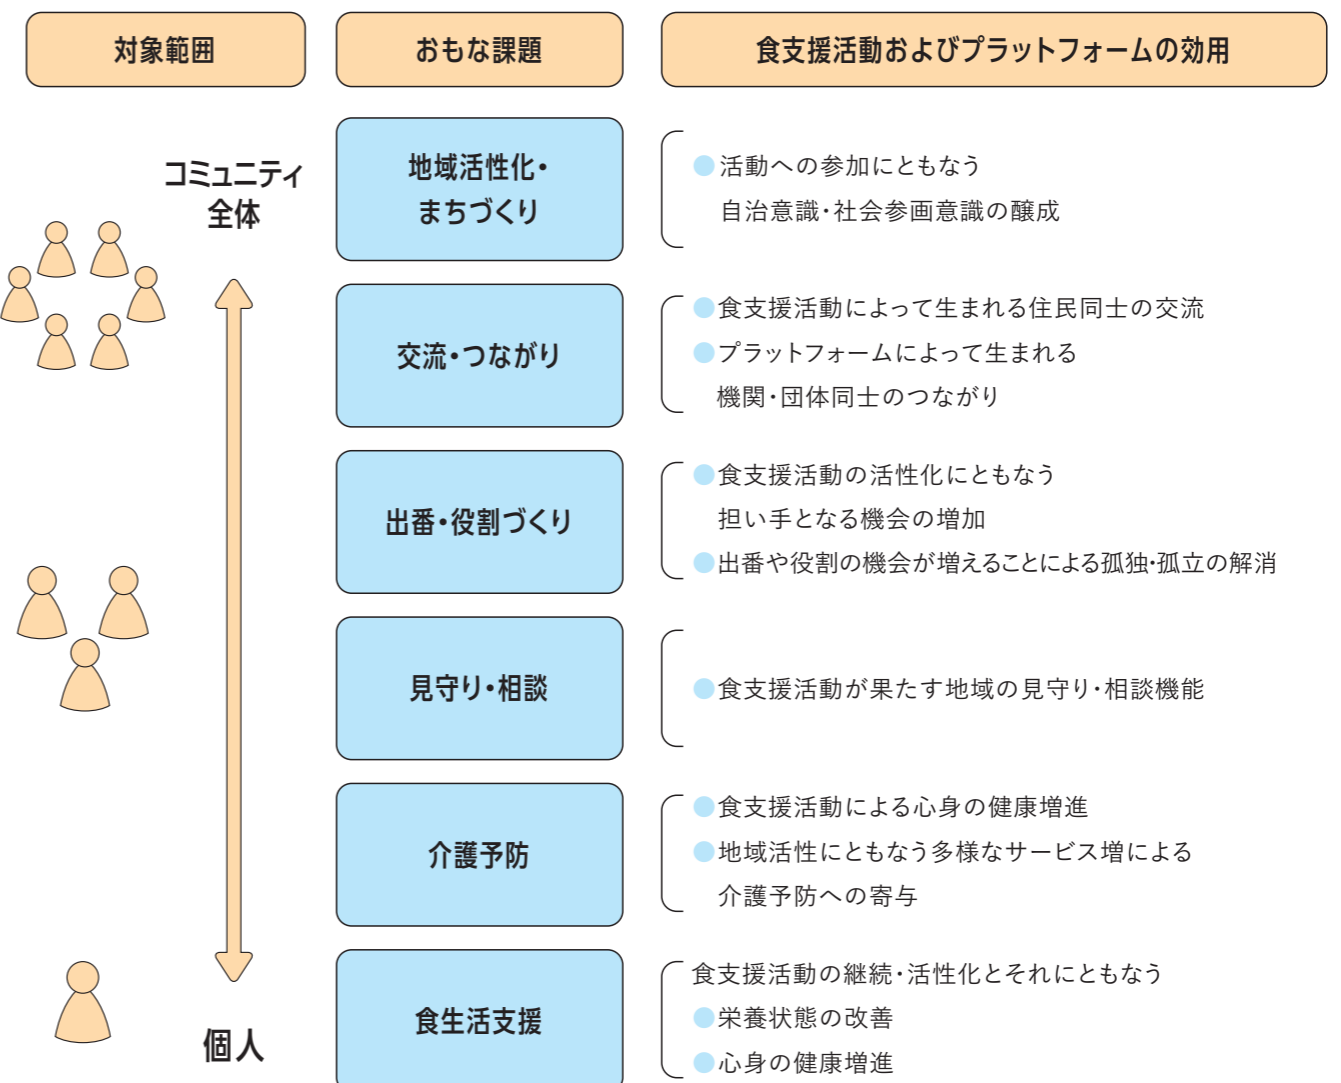 対象範囲
おもな課題
食支援活動およびプラットフォームの効用
コミュニティ
全体
地域活性化・
まちづくり
●活動への参加にともなう
自治意識・社会参画意識の醸成
交流・つながり
●食支援活動によって生まれる住民同士の交流
●プラットフォームによって生まれる
機関・団体同士のつながり
出番・役割づくり
●食支援活動の活性化にともなう
担い手となる機会の増加
●出番や役割の機会が増えることによる孤独・孤立の解消
見守り・相談
●食支援活動が果たす地域の見守り・相談機能
介護予防
●食支援活動による心身の健康増進
●地域活性にともなう多様なサービス増による
介護予防への寄与
個人
食生活支援
食支援活動の継続・活性化とそれにともなう
●栄養状態の改善
●心身の健康増進